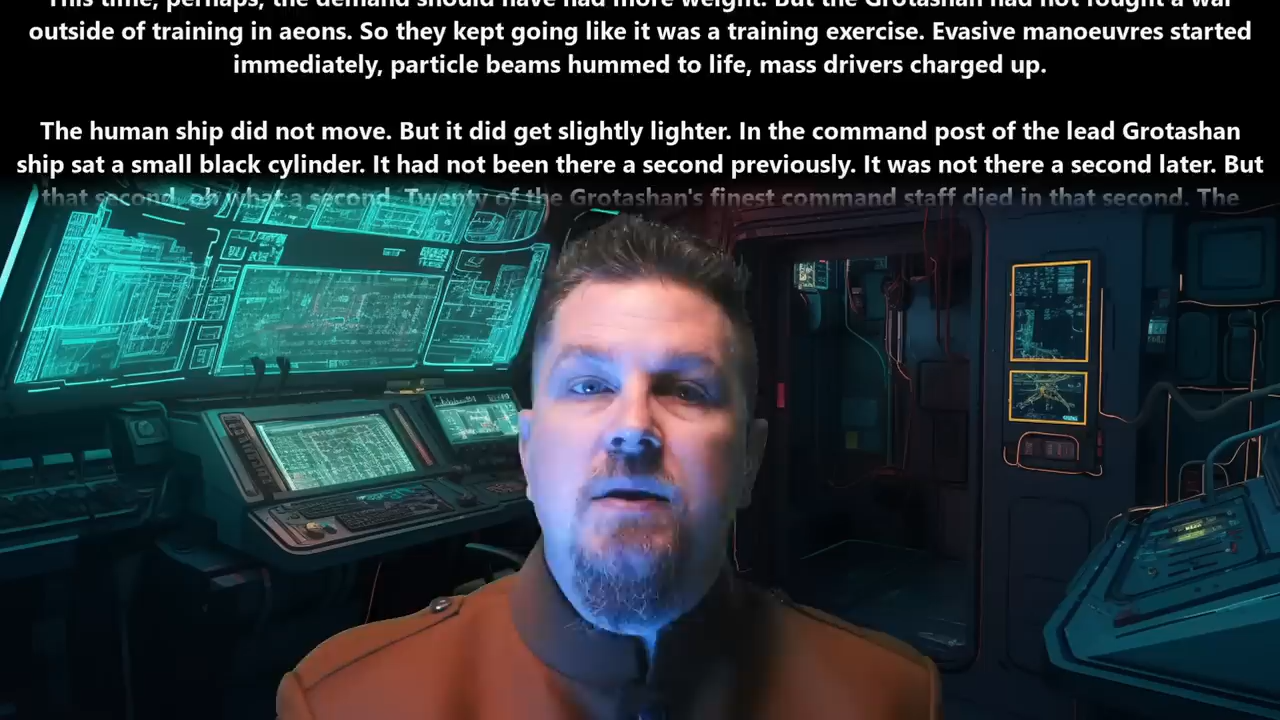 This time, perhaps, the demand should have had more weight. But the Grotashan had not fought a war
outside of training in aeons. So they kept going like it was a training exercise. Evasive manoeuvres started
immediately, particle beams hummed to life, mass drivers charged up.
The human ship did not move. But it did get slightly lighter. In the command post of the lead Grotashan
ship sat a small black cylinder. It had not been there a second previously. It was not there a second later. But
that second, oh what a second. Twenty of the Grotashan's finest command staff died in that second. The